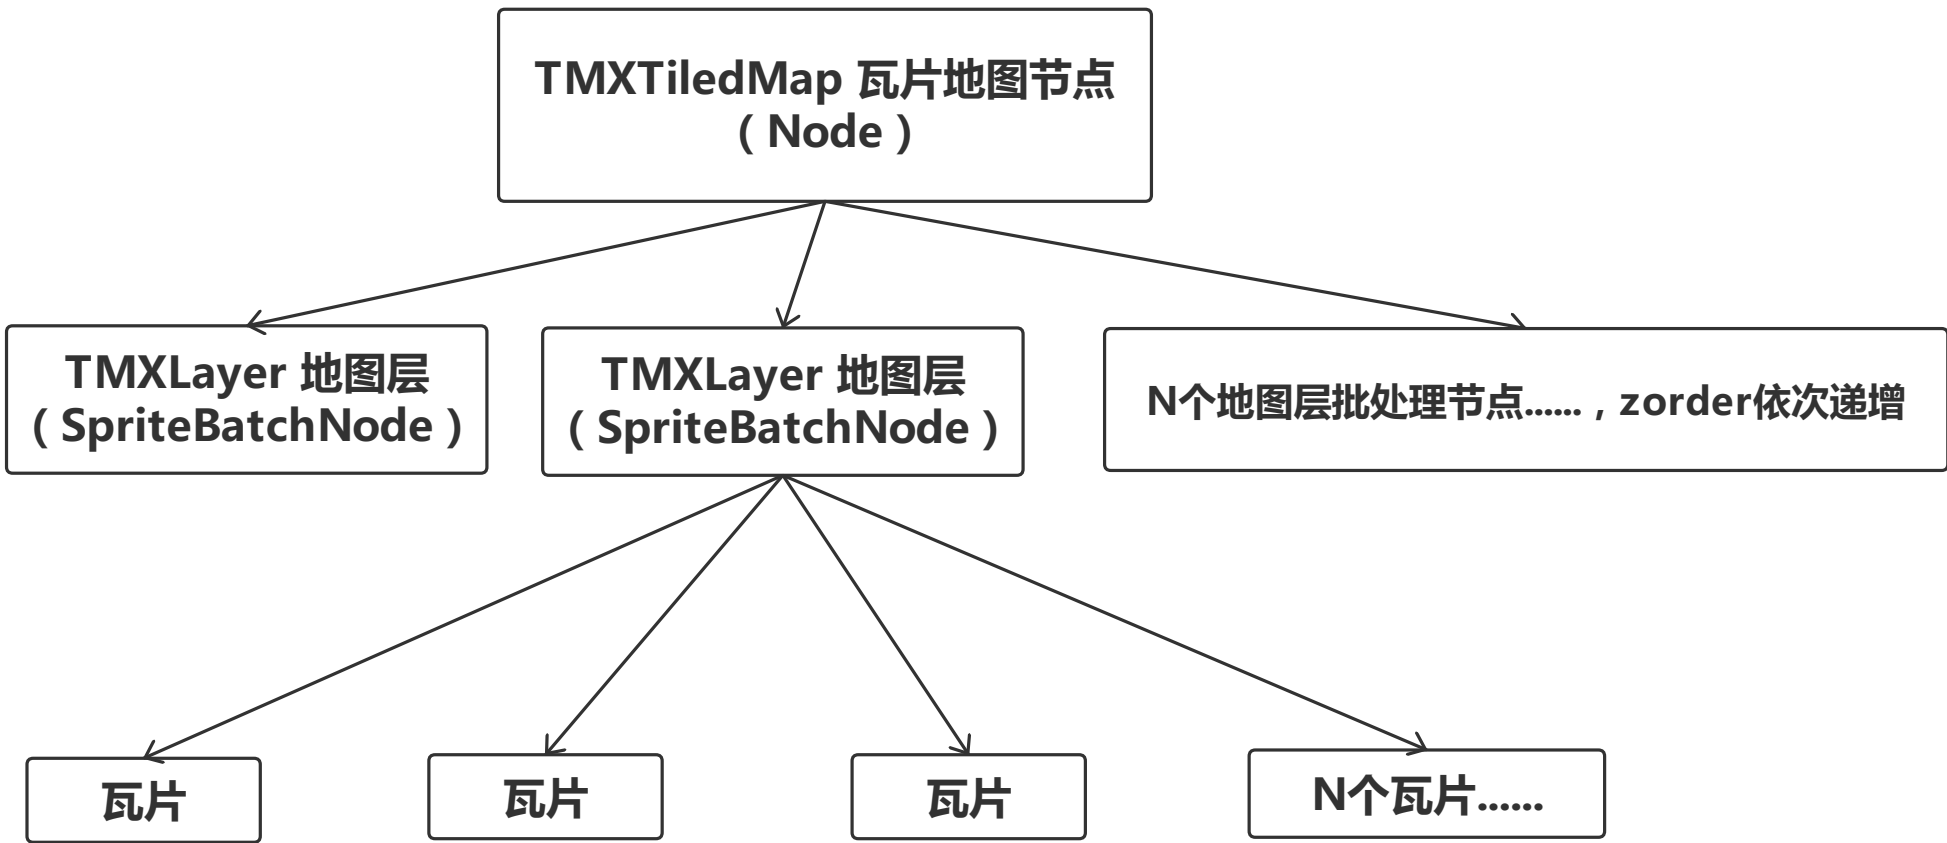 TMXTiledMap 瓦片地图节点
（Node）
TMXLayer 地图层
（SpriteBatchNode）
TMXLayer 地图层
（SpriteBatchNode）
N个地图层批处理节点......，zorder依次递增
瓦片
瓦片
瓦片
N个瓦片......